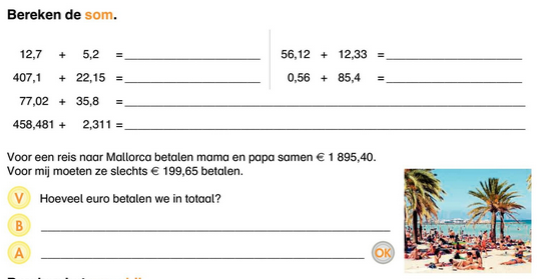 Bereken de som.
12,7 + 5,2 = 56,12 + 12,33 =
407,1 + 22,15 = 0,56 + 85,4 =
77,02 + 35,8 =
458,481 + 2,311 =
Voor een reis naar Mallorca betalen mama en papa samen € 1 895,40.
Voor mij moeten ze slechts € 199,65 betalen.
V Hoeveel euro betalen we in totaal?
B
A OK